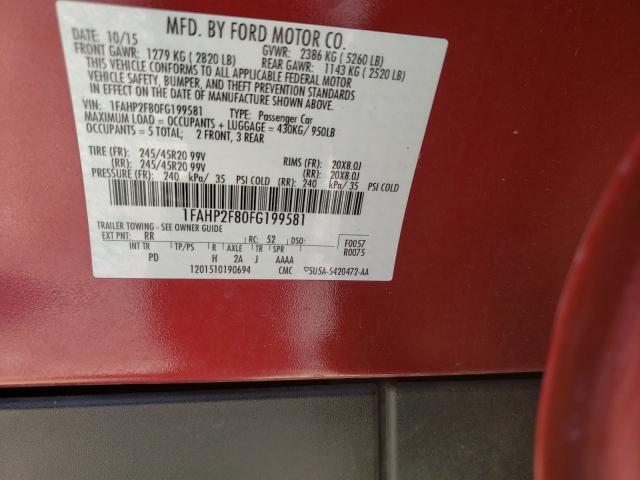 MFD. BY FORD MOTOR CO.
DATE: 10/15 GVWR: 2386 KG ( 5260 LB)
FRONT GAWR: 1279 KG ( 2820 LB) REAR GAWR: 1143 KG ( 2520 LB)
THIS VEHICLE CONFORMS TO ALL APPLICABLE FEDERAL MOTOR
VEHICLE SAFETY, BUMPER, AND THEFT PREVENTION STANDARDS
IN EFFECT ON THE DATE OF MANUFACTURE SHOWN ABOVE.
VIN: 1FAHP2F80FG199581 TYPE: Passenger Car
MAXIMUM LOAD = OCCUPANTS + LUGGAGE = 430KG/ 950LB
OCCUPANTS = 5 TOTAL; 2 FRONT, 3 REAR
TIRE (FR): 245/45R20 99V RIMS (FR): 20X8.0J
(RR): 245/45R20 99V (RR): 20X8.0J
PRESSURE (FR): 240 kPa/ 35 PSI COLD (RR): 240 kPa/ 35 PSI COLD
1FAHP2F80FG199581
TRAILER TOWING - SEE OWNER GUIDE
EXT PNT: RR RC: 52 DSO: F0057
R0075
INT TR TP/PS R AXLE TR SPR
PD H 2A J AAAA
1201510190694 CMC ▽5U5A-5420472-AA